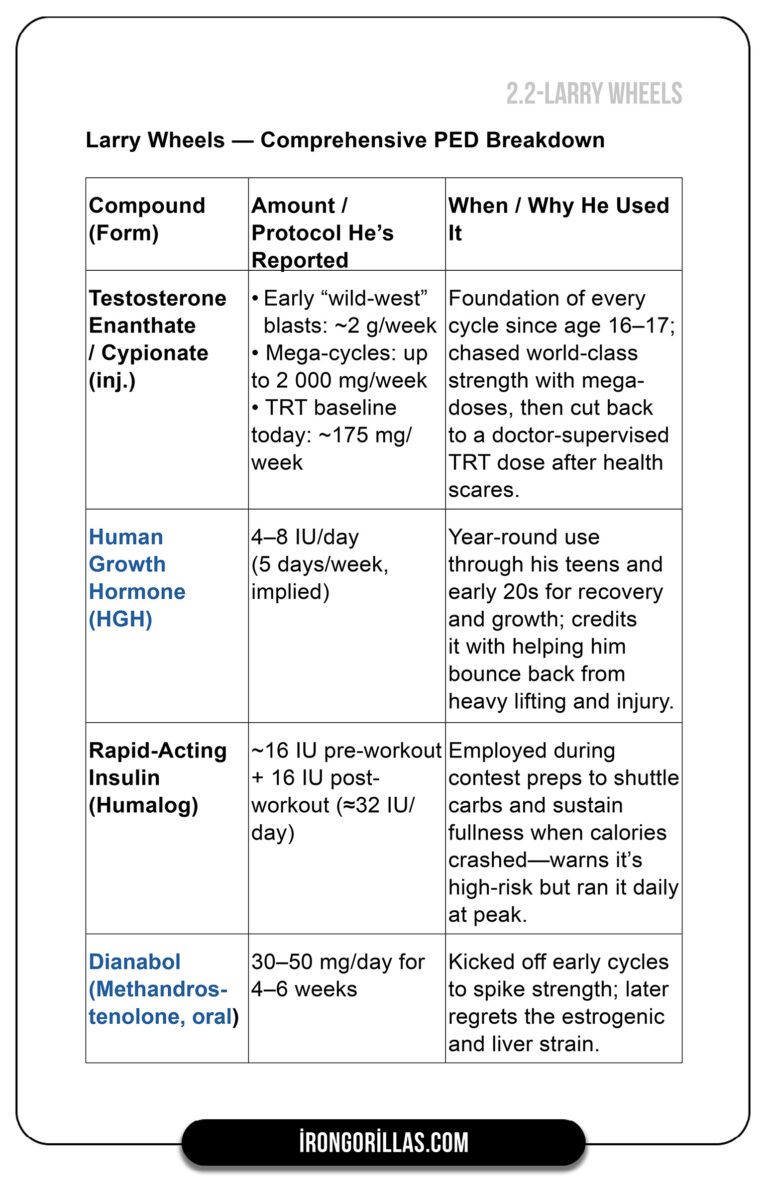 2.2-LARRY WHEELS
Larry Wheels — Comprehensive PED Breakdown
Compound
(Form)
Amount /
Protocol He’s
Reported
When / Why He Used
It
Testosterone
Enanthate
/ Cypionate
(inj.)
• Early “wild-west”
blasts: ~2 g/week
• Mega-cycles: up
to 2 000 mg/week
• TRT baseline
today: ~175 mg/
week
Foundation of every
cycle since age 16–17;
chased world-class
strength with mega-
doses, then cut back
to a doctor-supervised
TRT dose after health
scares.
Human
Growth
Hormone
(HGH)
4–8 IU/day
(5 days/week,
implied)
Year-round use
through his teens and
early 20s for recovery
and growth; credits
it with helping him
bounce back from
heavy lifting and injury.
Rapid-Acting
Insulin
(Humalog)
~16 IU pre-workout
+ 16 IU post-
workout (≈32 IU/
day)
Employed during
contest preps to shuttle
carbs and sustain
fullness when calories
crashed—warns it’s
high-risk but ran it daily
at peak.
Dianabol
(Methandros-
tenolone, oral)
30–50 mg/day for
4–6 weeks
Kicked off early cycles
to spike strength; later
regrets the estrogenic
and liver strain.
İRONGORİLLAS.COM